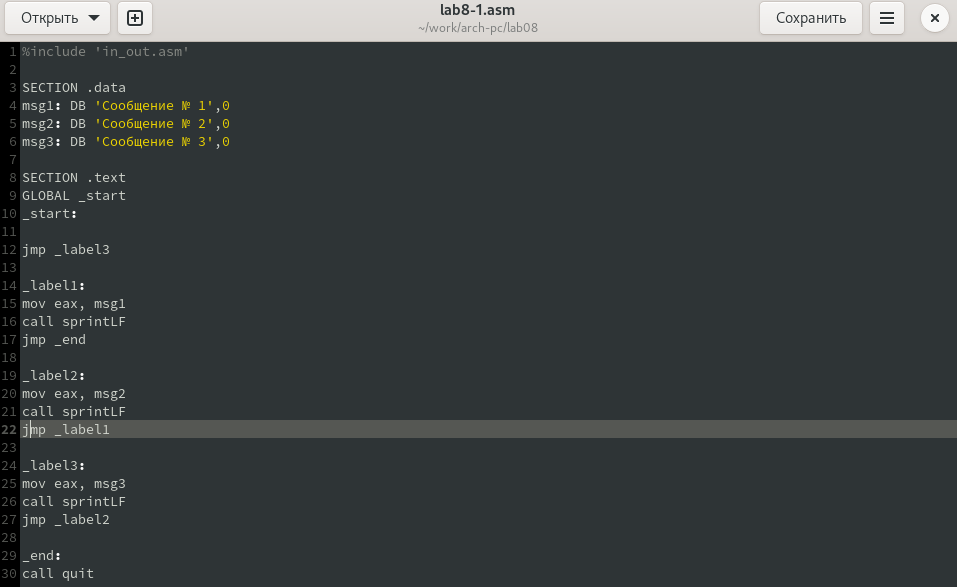 Открыть
lab8-1.asm
~/work/arch-pc/lab08
Сохранить
1 %include 'in_out.asm'
2
3 SECTION .data
4 msg1: DB 'Сообщение № 1',0
5 msg2: DB 'Сообщение № 2',0
6 msg3: DB 'Сообщение № 3',0
7
8 SECTION .text
9 GLOBAL _start
10 _start:
11
12 jmp _label3
13
14 _label1:
15 mov eax, msg1
16 call sprintLF
17 jmp _end
18
19 _label2:
20 mov eax, msg2
21 call sprintLF
22 jmp _label1
23
24 _label3:
25 mov eax, msg3
26 call sprintLF
27 jmp _label2
28
29 _end:
30 call quit